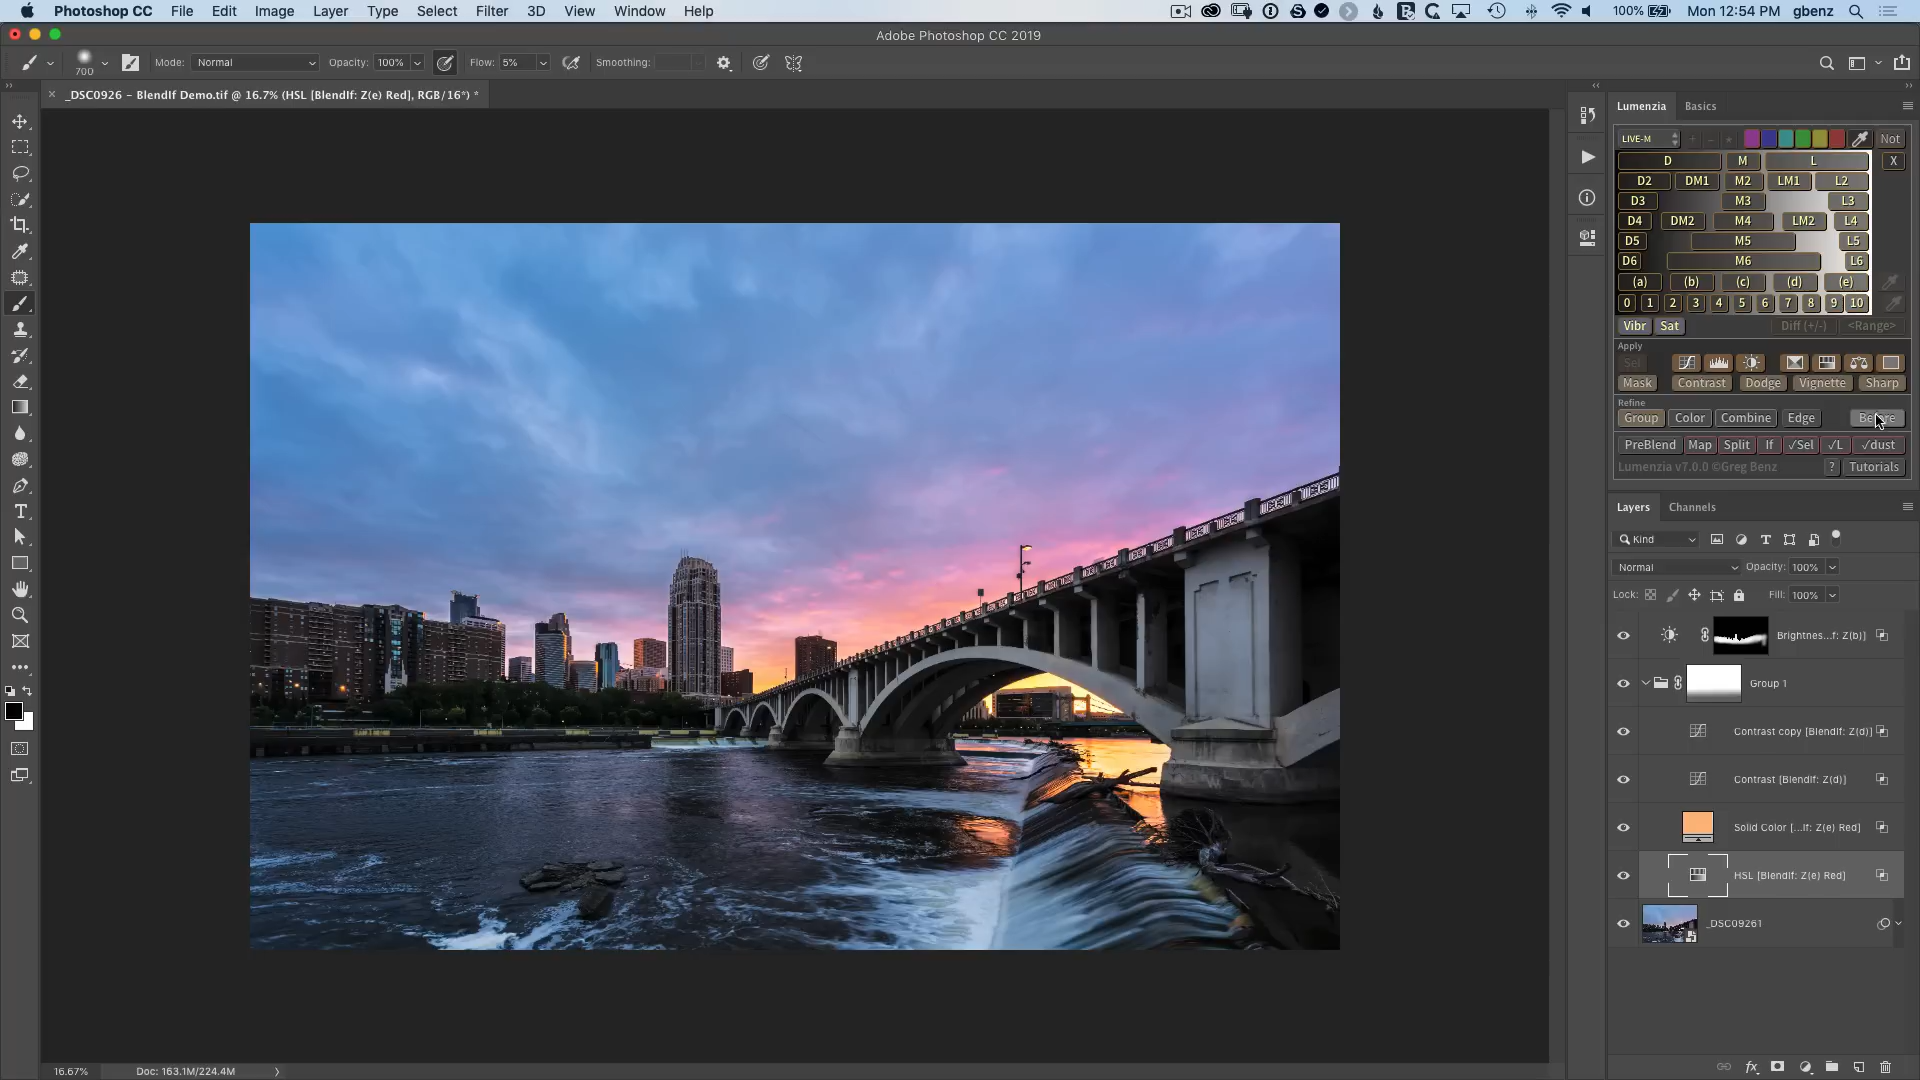 Photoshop CC File Edit Image Layer Type Select Filter 3D View Window Help 100% Mon 12:54 PM gbenz
Adobe Photoshop CC 2019
700 Mode: Normal Opacity: 100% Flow: 5% Smoothing:
_DSC0926 - BlendIf Demo.tif @ 16.7% (HSL [BlendIf: Z(e) Red], RGB/16*) *
Lumenzia Basics
LIVE-M Not
D M L X
D2 DM1 M2 LM1 L2
D3 M3 L3
D4 DM2 M4 LM2 L4
D5 M5 L5
D6 M6 L6
(a) (b) (c) (d) (e)
0 1 2 3 4 5 6 7 8 9 10
Vibr Sat Diff (+/-) <Range>
Apply
Sel
Mask Contrast Dodge Vignette Sharp
Refine
Group Color Combine Edge
PreBlend Map Split If √Sel √L √dust
Lumenzia v7.0.0 ©Greg Benz ? Tutorials
Layers Channels
Kind
Normal Opacity: 100%
Lock: Fill: 100%
Brightnes...f: Z(b)]
Group 1
Contrast copy [BlendIf: Z(d)]
Contrast [BlendIf: Z(d)]
Solid Color [...If: Z(e) Red]
HSL [BlendIf: Z(e) Red]
_DSC09261
16.67% Doc: 163.1M/224.4M